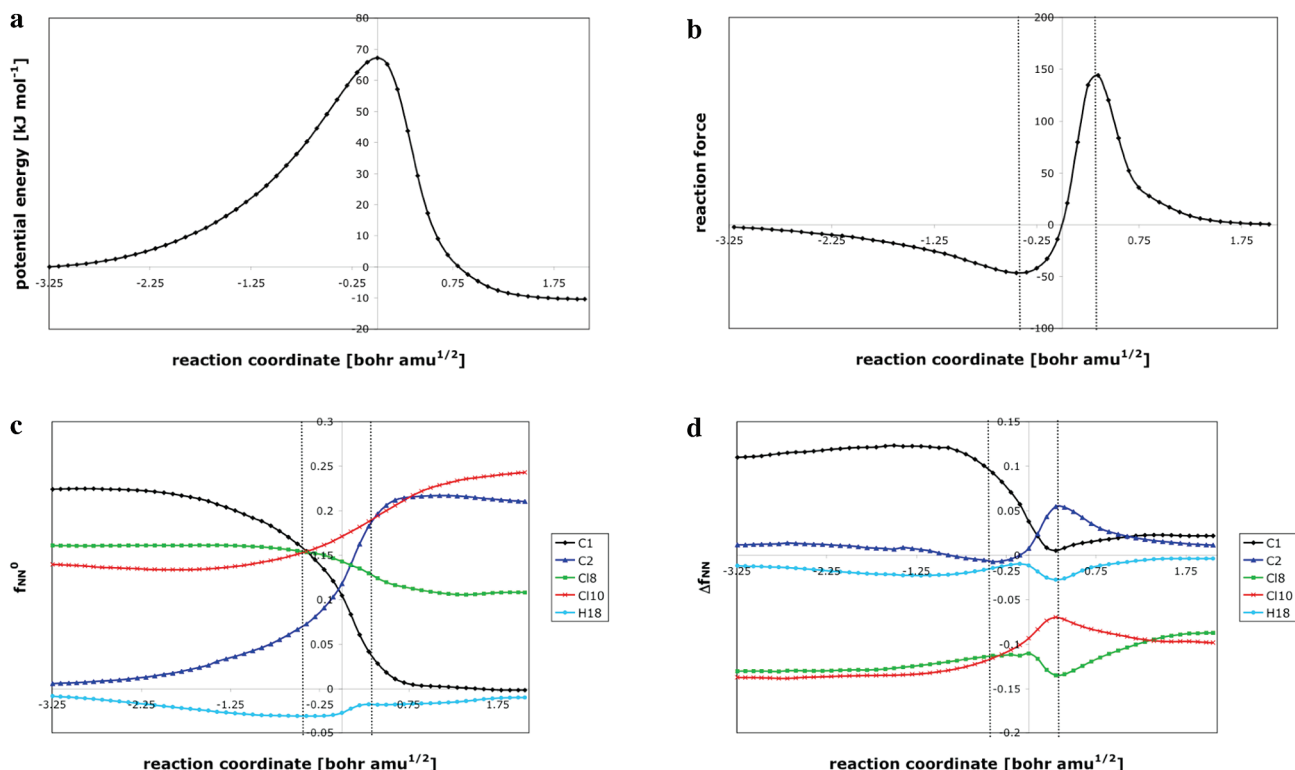 a
potential energy [kJ mol-1]
80
70
60
50
40
30
20
10
0
-10
-20
-3.25 -2.25 -1.25 -0.25 0.75 1.75
reaction coordinate [bohr amu1/2]
b
reaction force
200
150
100
50
0
-50
-100
-3.25 -2.25 -1.25 -0.25 0.75 1.75
reaction coordinate [bohr amu1/2]
c
fNN0
0.3
0.25
0.2
0.15
0.1
0.05
0
-0.05
-3.25 -2.25 -1.25 -0.25 0.75 1.75
C1
C2
Cl8
Cl10
H18
reaction coordinate [bohr amu1/2]
d
ΔfNN
0.15
0.1
0.05
0
-0.05
-0.1
-0.15
-0.2
-3.25 -2.25 -1.25 -0.25 0.75 1.75
C1
C2
Cl8
Cl10
H18
reaction coordinate [bohr amu1/2]